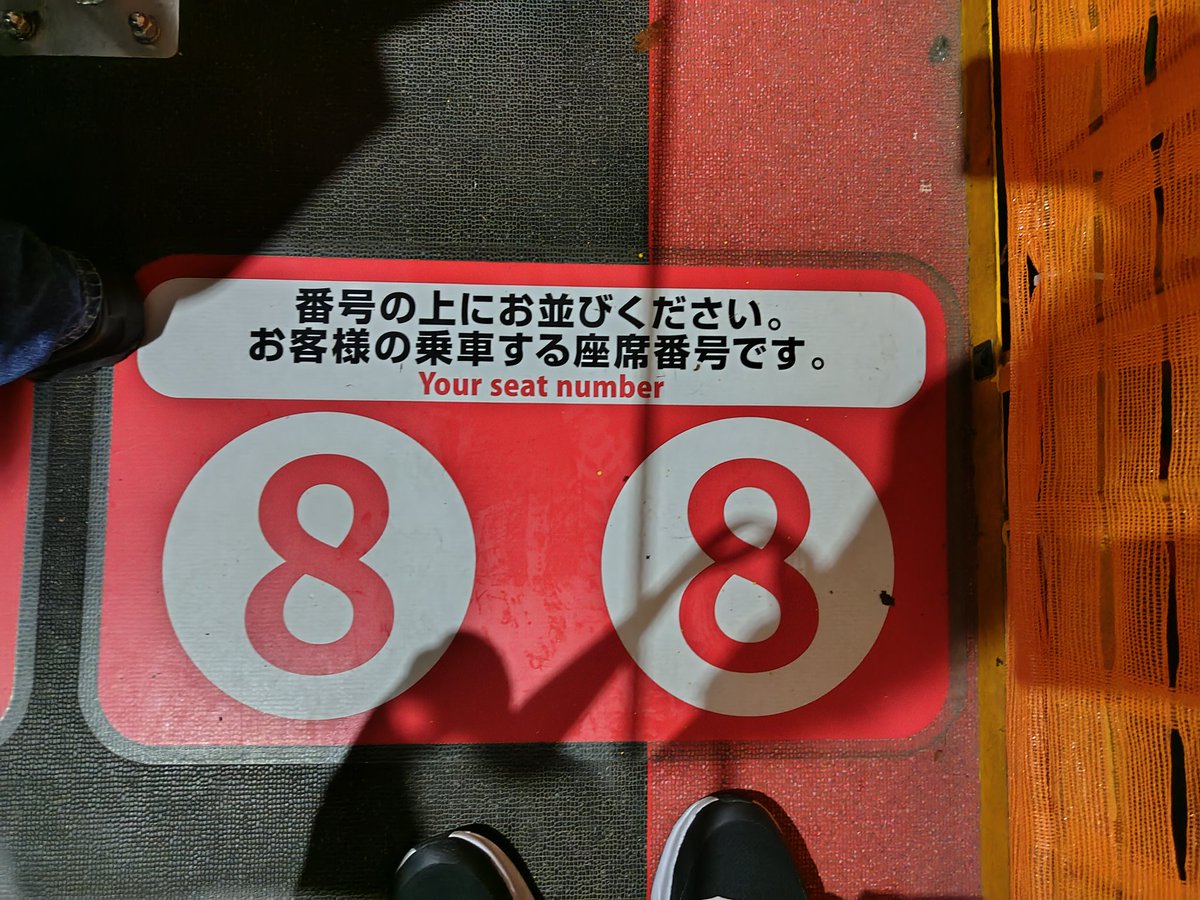 番号の上にお並びください。
お客様の乗車する座席番号です。
Your seat number
8 8